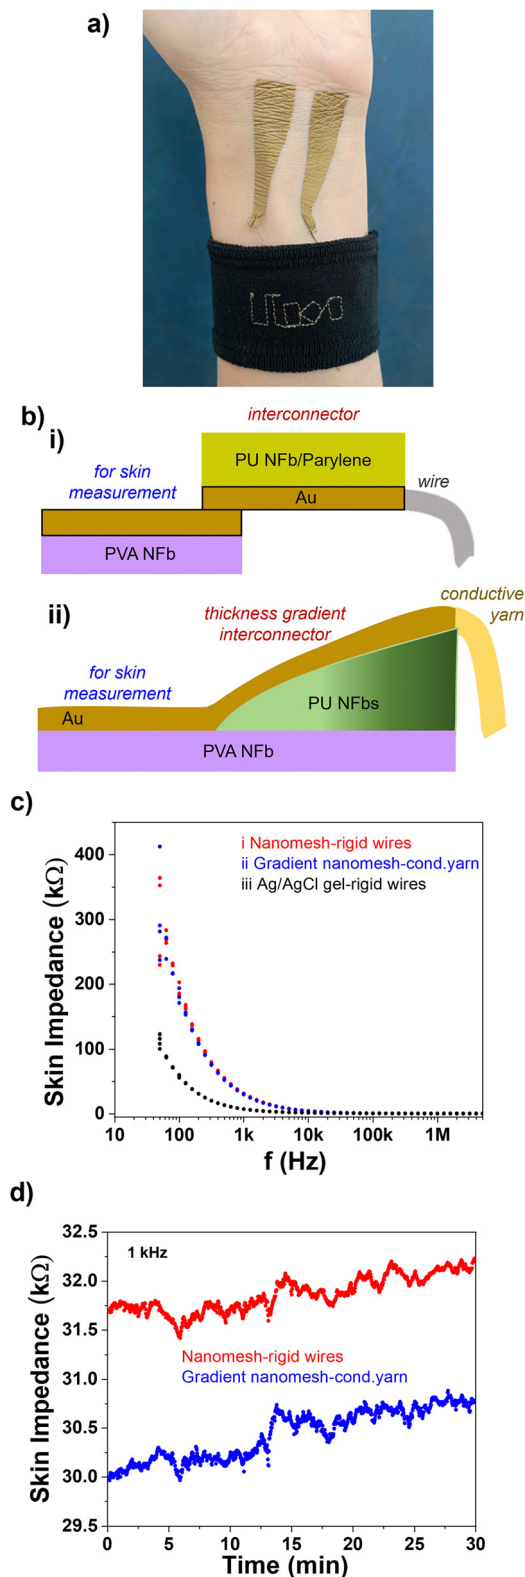 a)
b)
i)
interconnector
PU NFb/Parylene
for skin
measurement
Au
wire
PVA NFb
ii)
conductive
yarn
thickness gradient
interconnector
for skin
measurement
PU NFbs
Au
PVA NFb
c)
Skin Impedance (kΩ)
400
300
200
100
0
i Nanomesh-rigid wires
ii Gradient nanomesh-cond.yarn
iii Ag/AgCl gel-rigid wires
10 100 1k 10k 100k 1M
f (Hz)
d)
Skin Impedance (kΩ)
32.5
32.0
31.5
31.0
30.5
30.0
29.5
1 kHz
Nanomesh-rigid wires
Gradient nanomesh-cond.yarn
0 5 10 15 20 25 30
Time (min)